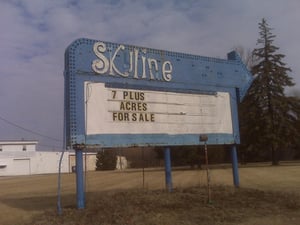 Skyline
7 PLUS
ACRES
FOR SALE